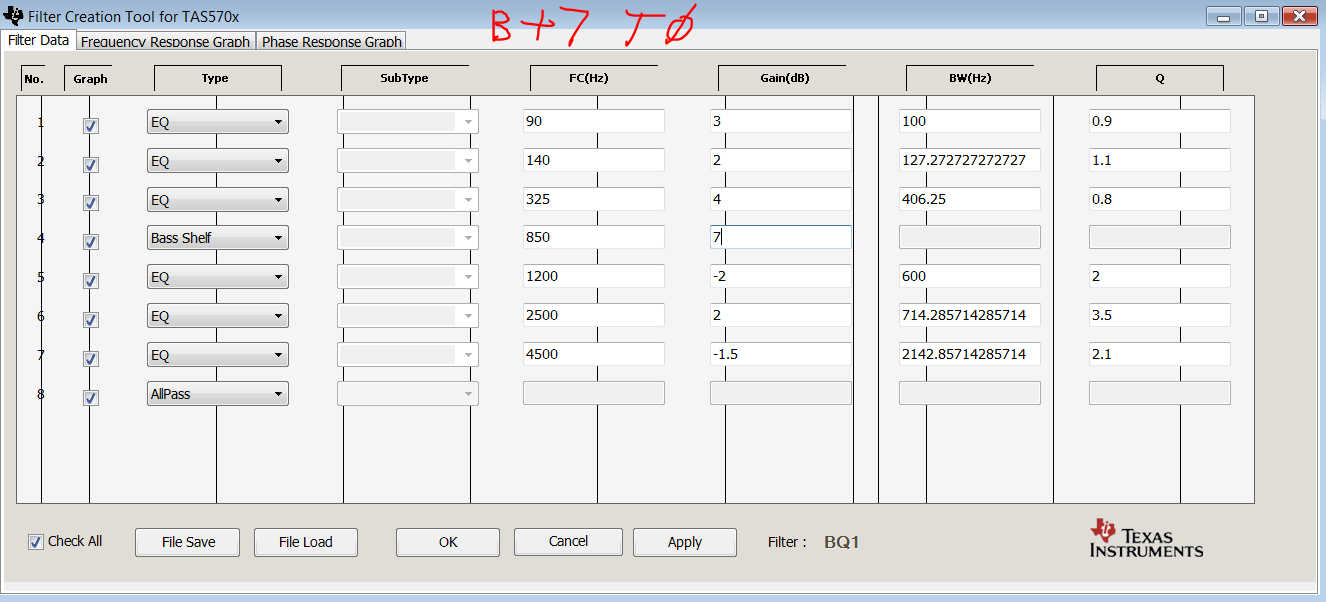 Filter Creation Tool for TAS570x
B+7 TØ
Filter Data Frequency Response Graph Phase Response Graph
No. Graph Type SubType FC(Hz) Gain(dB) BW(Hz) Q
1 EQ 90 3 100 0.9
2 EQ 140 2 127.272727272727 1.1
3 EQ 325 4 406.25 0.8
4 Bass Shelf 850 7
5 EQ 1200 -2 600 2
6 EQ 2500 2 714.285714285714 3.5
7 EQ 4500 -1.5 2142.85714285714 2.1
8 AllPass
Check All File Save File Load OK Cancel Apply Filter : BQ1
TEXAS
INSTRUMENTS